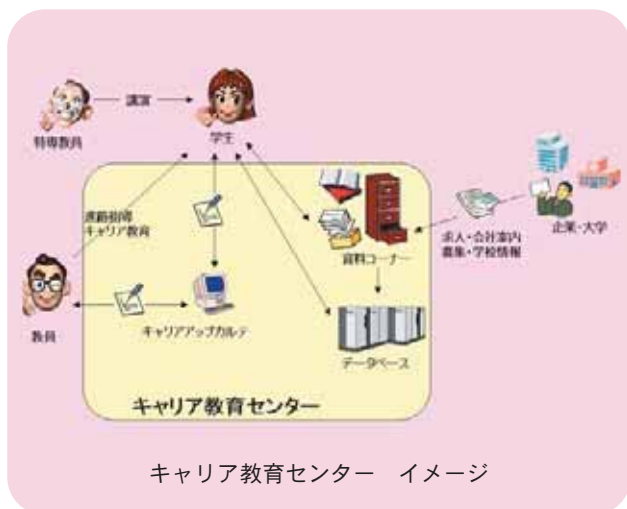 講演
特専教員
学生
進路指導
キャリア教育
求人・会社案内
募集・学校情報
企業・大学
資料コーナー
教員
キャリアアップカルテ
データベース
キャリア教育センター
キャリア教育センター　イメージ